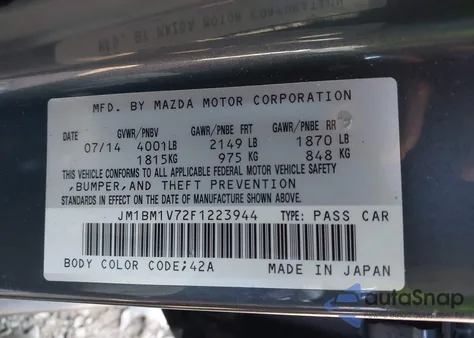 MFD. BY MAZDA MOTOR CORPORATION
DATE GVWR/PNBV GAWR/PNBE FRT GAWR/PNBE RR
07/14 4001LB 2149 LB 1870 LB
1815KG 975 KG 848 KG
THIS VEHICLE CONFORMS TO ALL APPLICABLE FEDERAL MOTOR VEHICLE SAFETY
,BUMPER,AND THEFT PREVENTION
STANDARDS IN EFFECT ON THE DATE OF MANUFACTURE SHOWN ABOVE.
JM1BM1V72F1223944 TYPE: PASS CAR
BODY COLOR CODE;42A MADE IN JAPAN
autoSnap